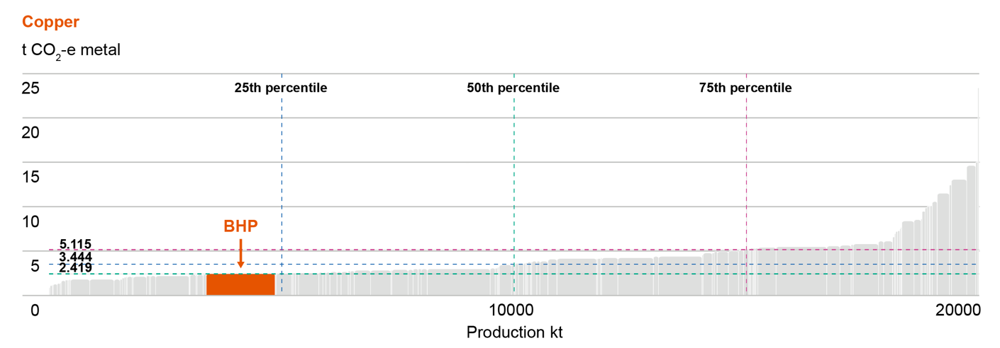 Copper
t CO₂-e metal
25
25th percentile
50th percentile
75th percentile
20
15
10
BHP
5.115
3.444
2.419
5
0
10000
20000
Production kt